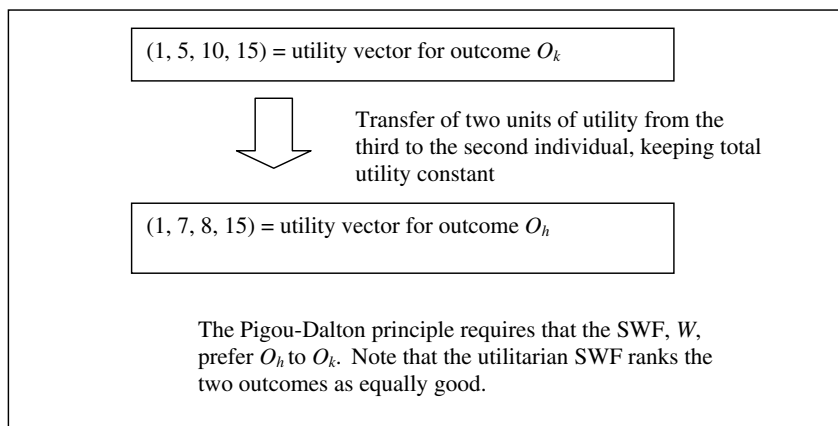 (1, 5, 10, 15) = utility vector for outcome Ok
Transfer of two units of utility from the
third to the second individual, keeping total
utility constant
(1, 7, 8, 15) = utility vector for outcome Oh
The Pigou-Dalton principle requires that the SWF, W,
prefer Oh to Ok. Note that the utilitarian SWF ranks the
two outcomes as equally good.